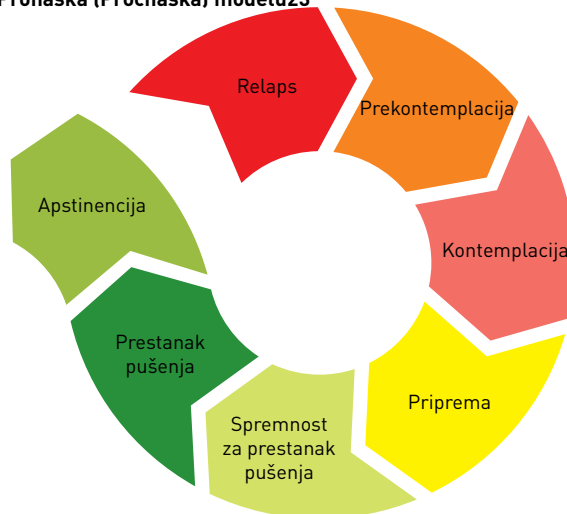 Prohaska (Prochaska) modelu23
Relaps
Prekontemplacija
Kontemplacija
Priprema
Spremnost
za prestanak
pušenja
Prestanak
pušenja
Apstinencija